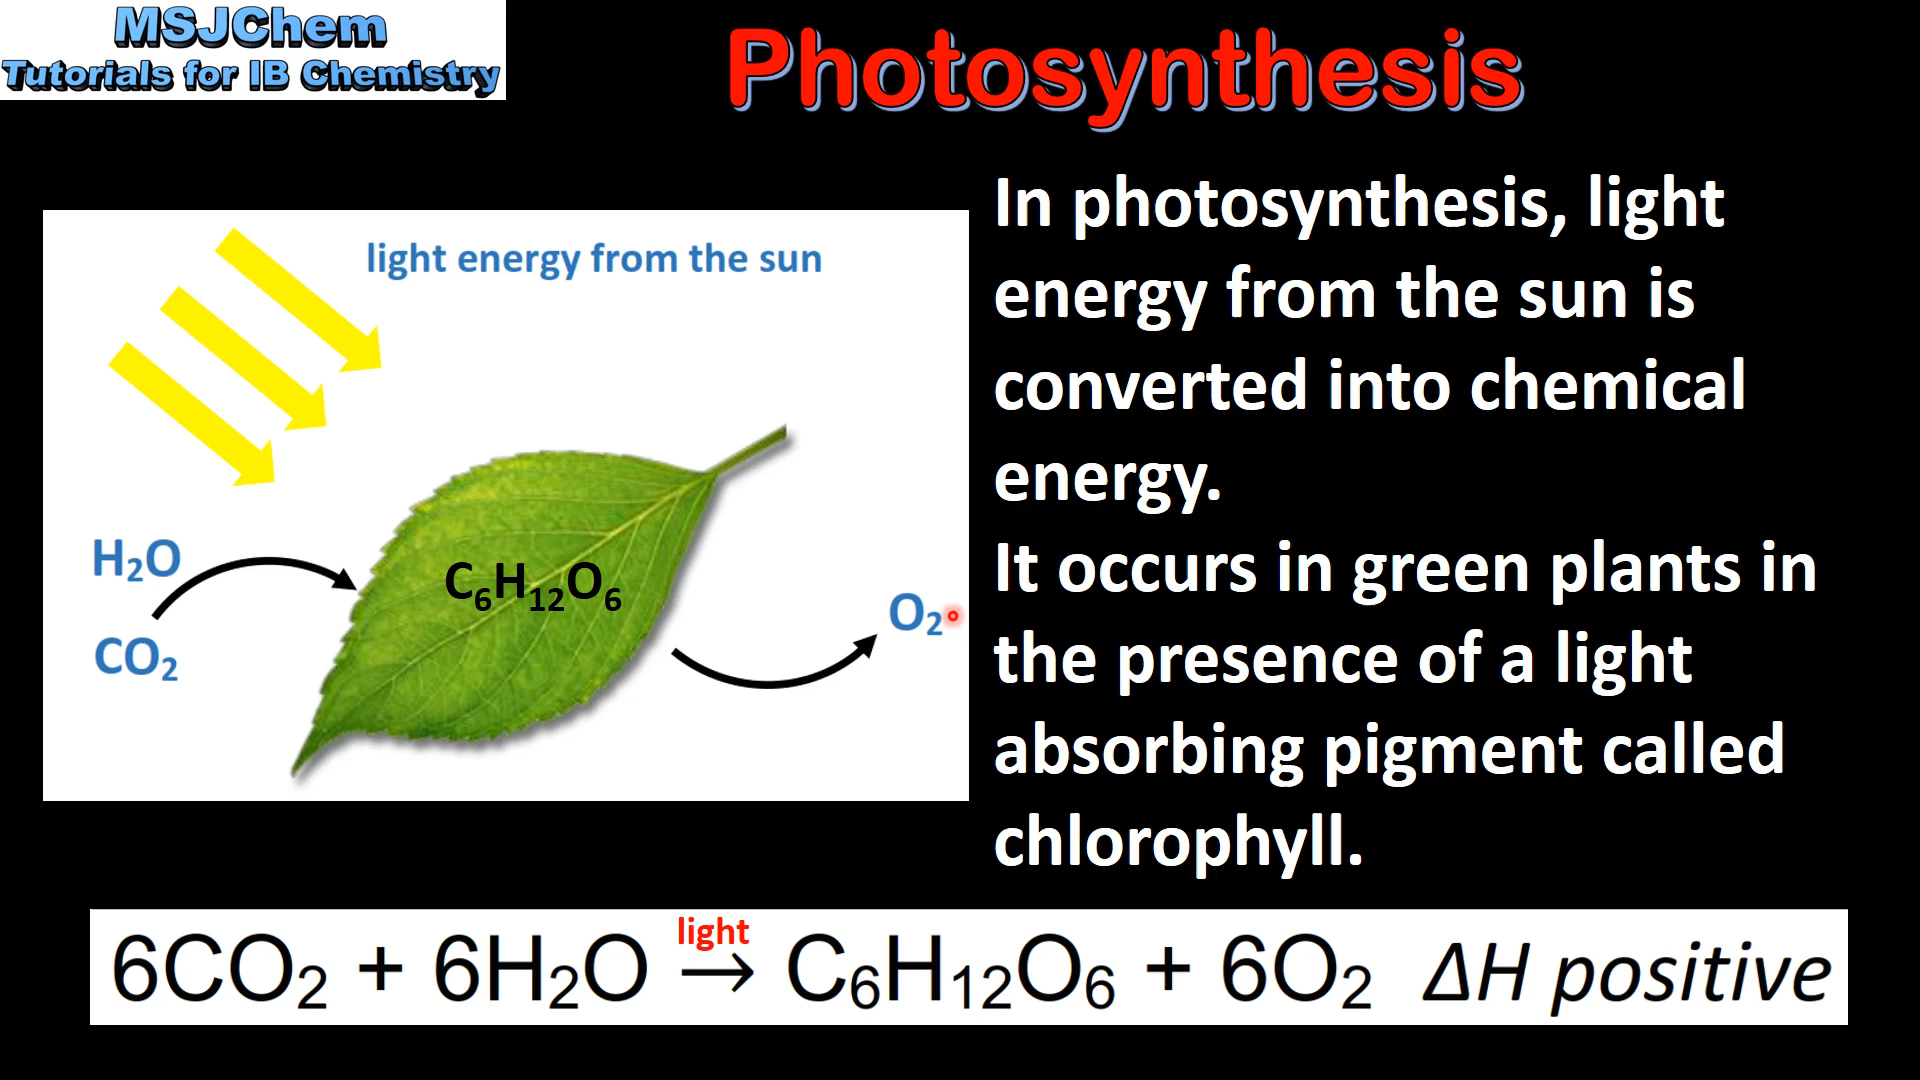 MSJChem
Tutorials for IB Chemistry
Photosynthesis
light energy from the sun
H₂O
CO₂
C₆H₁₂O₆
O₂
In photosynthesis, light
energy from the sun is
converted into chemical
energy.
It occurs in green plants in
the presence of a light
absorbing pigment called
chlorophyll.
light
6CO₂ + 6H₂O → C₆H₁₂O₆ + 6O₂ ΔH positive